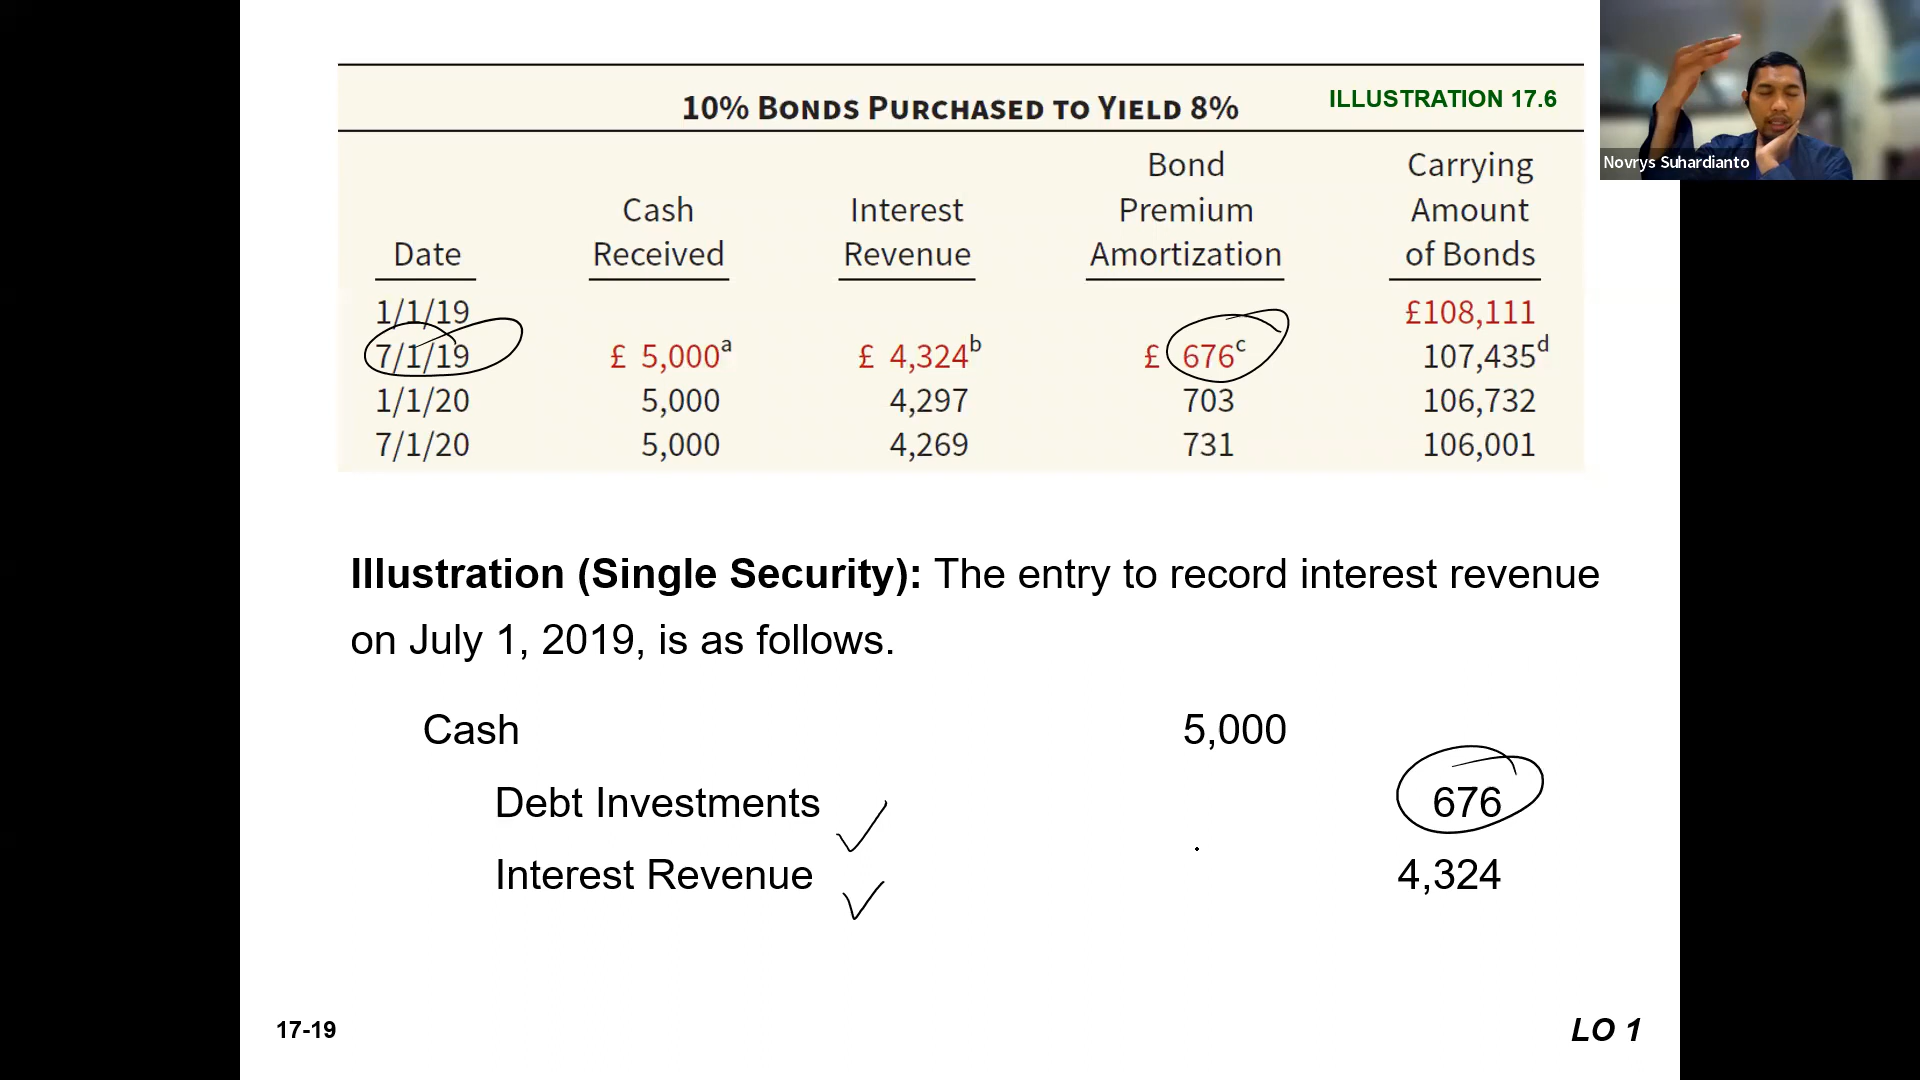 10% BONDS PURCHASED TO YIELD 8%
ILLUSTRATION 17.6
Novrys Suhardianto
Date
Cash Received
Interest Revenue
Bond Premium Amortization
Carrying Amount of Bonds
1/1/19 £108,111
7/1/19 £ 5,000a £ 4,324b £ 676c 107,435d
1/1/20 5,000 4,297 703 106,732
7/1/20 5,000 4,269 731 106,001
Illustration (Single Security): The entry to record interest revenue
on July 1, 2019, is as follows.
Cash 5,000
Debt Investments 676
Interest Revenue 4,324
17-19
LO 1